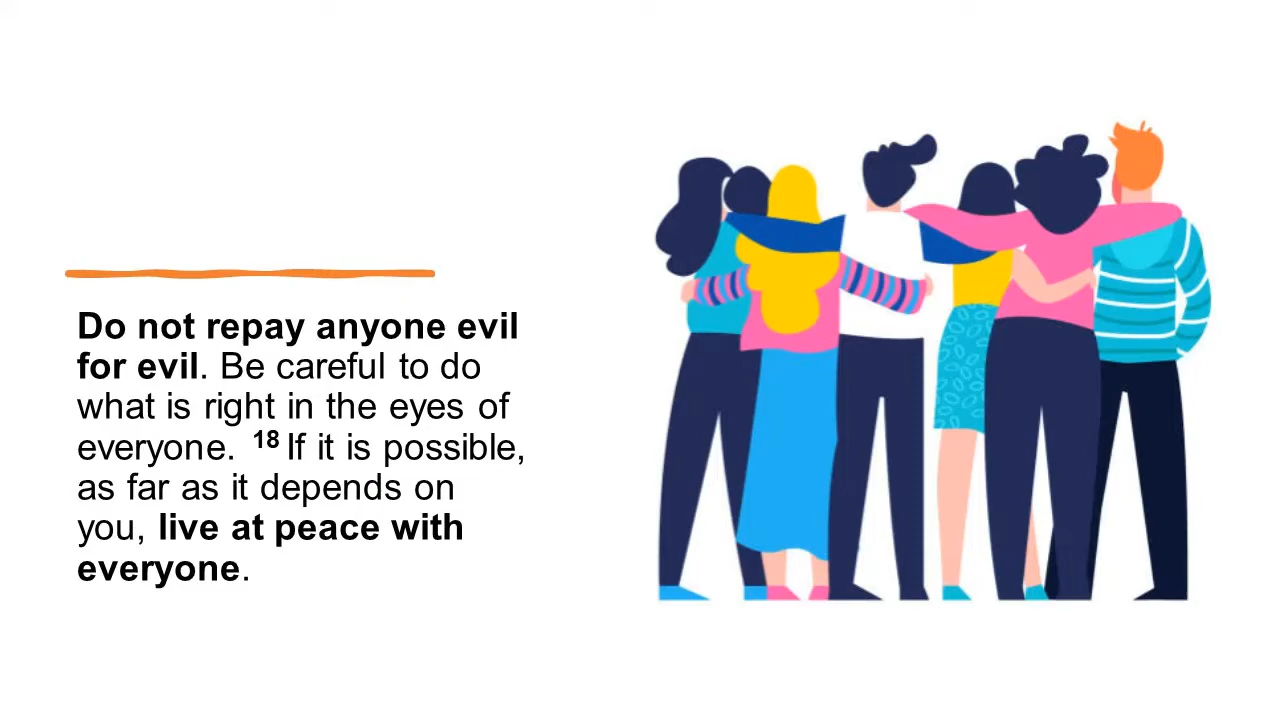 Do not repay anyone evil
for evil. Be careful to do
what is right in the eyes of
everyone. 18 If it is possible,
as far as it depends on
you, live at peace with
everyone.